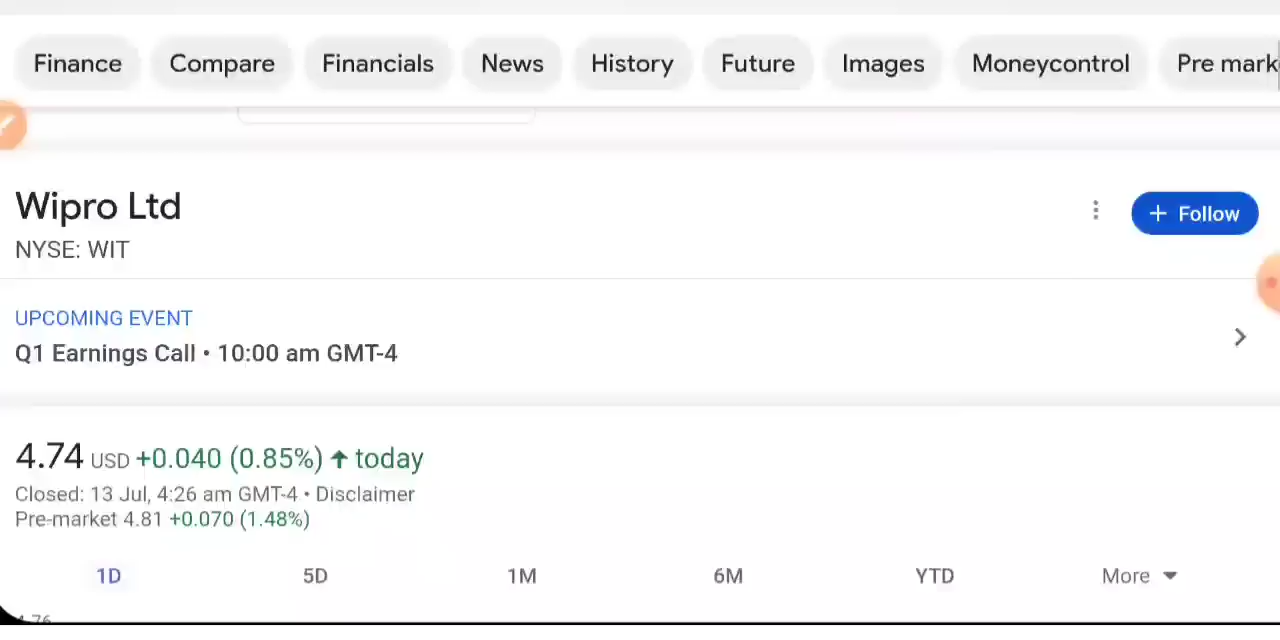 Finance Compare Financials News History Future Images Moneycontrol Pre mark
Wipro Ltd
+ Follow
NYSE: WIT
UPCOMING EVENT
Q1 Earnings Call • 10:00 am GMT-4
4.74 USD +0.040 (0.85%) ↑ today
Closed: 13 Jul, 4:26 am GMT-4 • Disclaimer
Pre-market 4.81 +0.070 (1.48%)
1D 5D 1M 6M YTD More